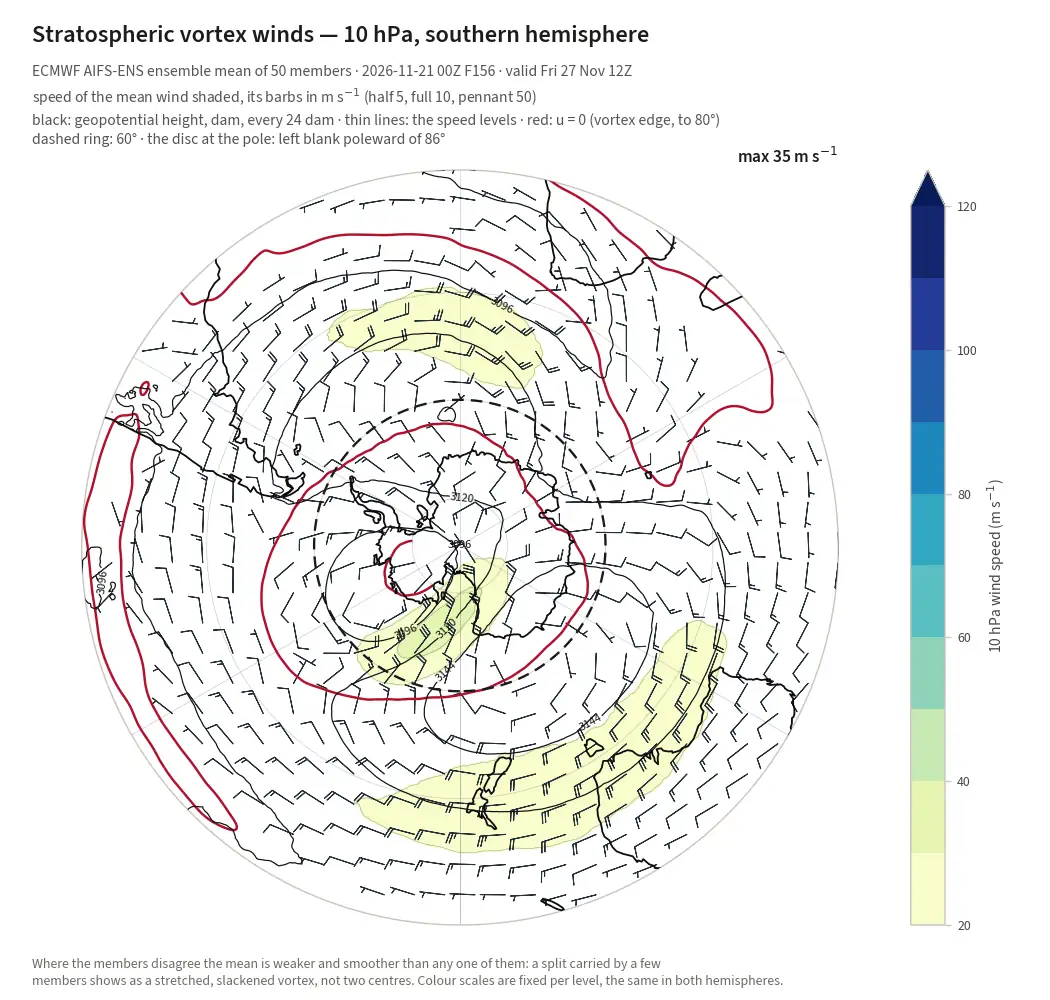 Stratospheric vortex winds — 10 hPa, southern hemisphere
ECMWF AIFS-ENS ensemble mean of 50 members · 2026-11-21 00Z F156 · valid Fri 27 Nov 12Z
speed of the mean wind shaded, its barbs in m s⁻¹ (half 5, full 10, pennant 50)
black: geopotential height, dam, every 24 dam · thin lines: the speed levels · red: u = 0 (vortex edge, to 80°)
dashed ring: 60° · the disc at the pole: left blank poleward of 86°
max 35 m s⁻¹
120
100
80
60
40
20
10 hPa wind speed (m s⁻¹)
3096
3120
3096
3096
3096
3120
3144
3144
Where the members disagree the mean is weaker and smoother than any one of them: a split carried by a few
members shows as a stretched, slackened vortex, not two centres. Colour scales are fixed per level, the same in both hemispheres.